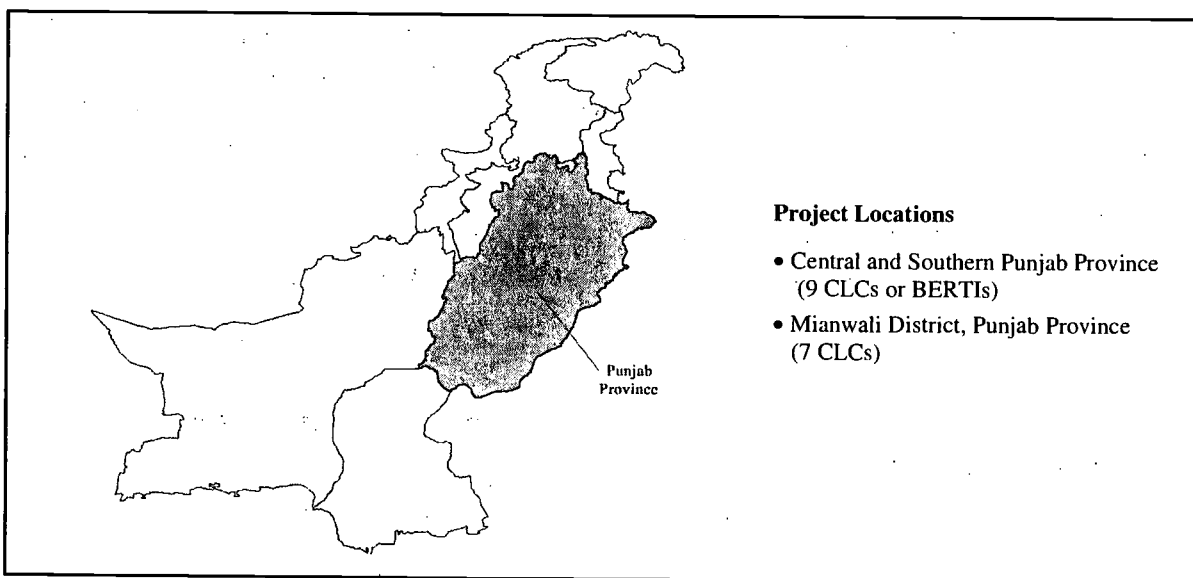 Project Locations
• Central and Southern Punjab Province
(9 CLCs or BERTIs)
• Mianwali District, Punjab Province
(7 CLCs)
Punjab
Province